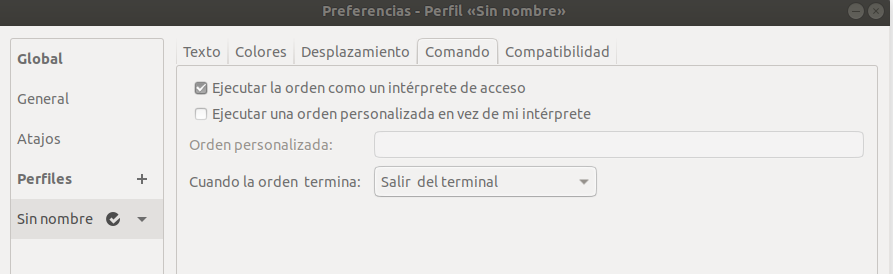 Preferencias - Perfil «Sin nombre»
Global
General
Atajos
Perfiles
Sin nombre
Texto Colores Desplazamiento Comando Compatibilidad
Ejecutar la orden como un intérprete de acceso
Ejecutar una orden personalizada en vez de mi intérprete
Orden personalizada:
Cuando la orden termina: Salir del terminal